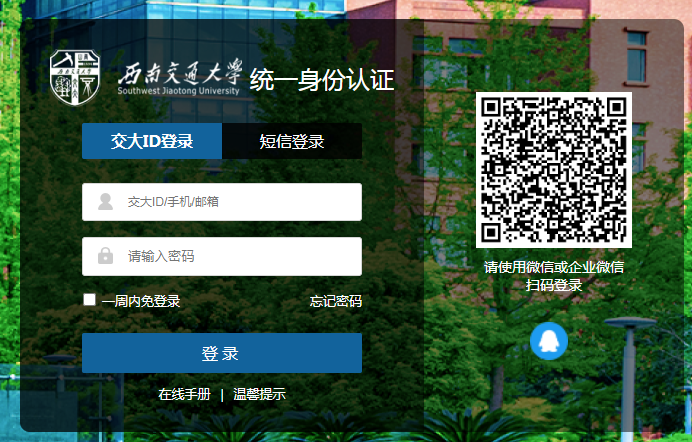 西南交通大学 统一身份认证
Southwest Jiaotong University
交大ID登录 短信登录
交大ID/手机/邮箱
请输入密码
一周内免登录 忘记密码
登 录
在线手册 | 温馨提示
请使用微信或企业微信
扫码登录